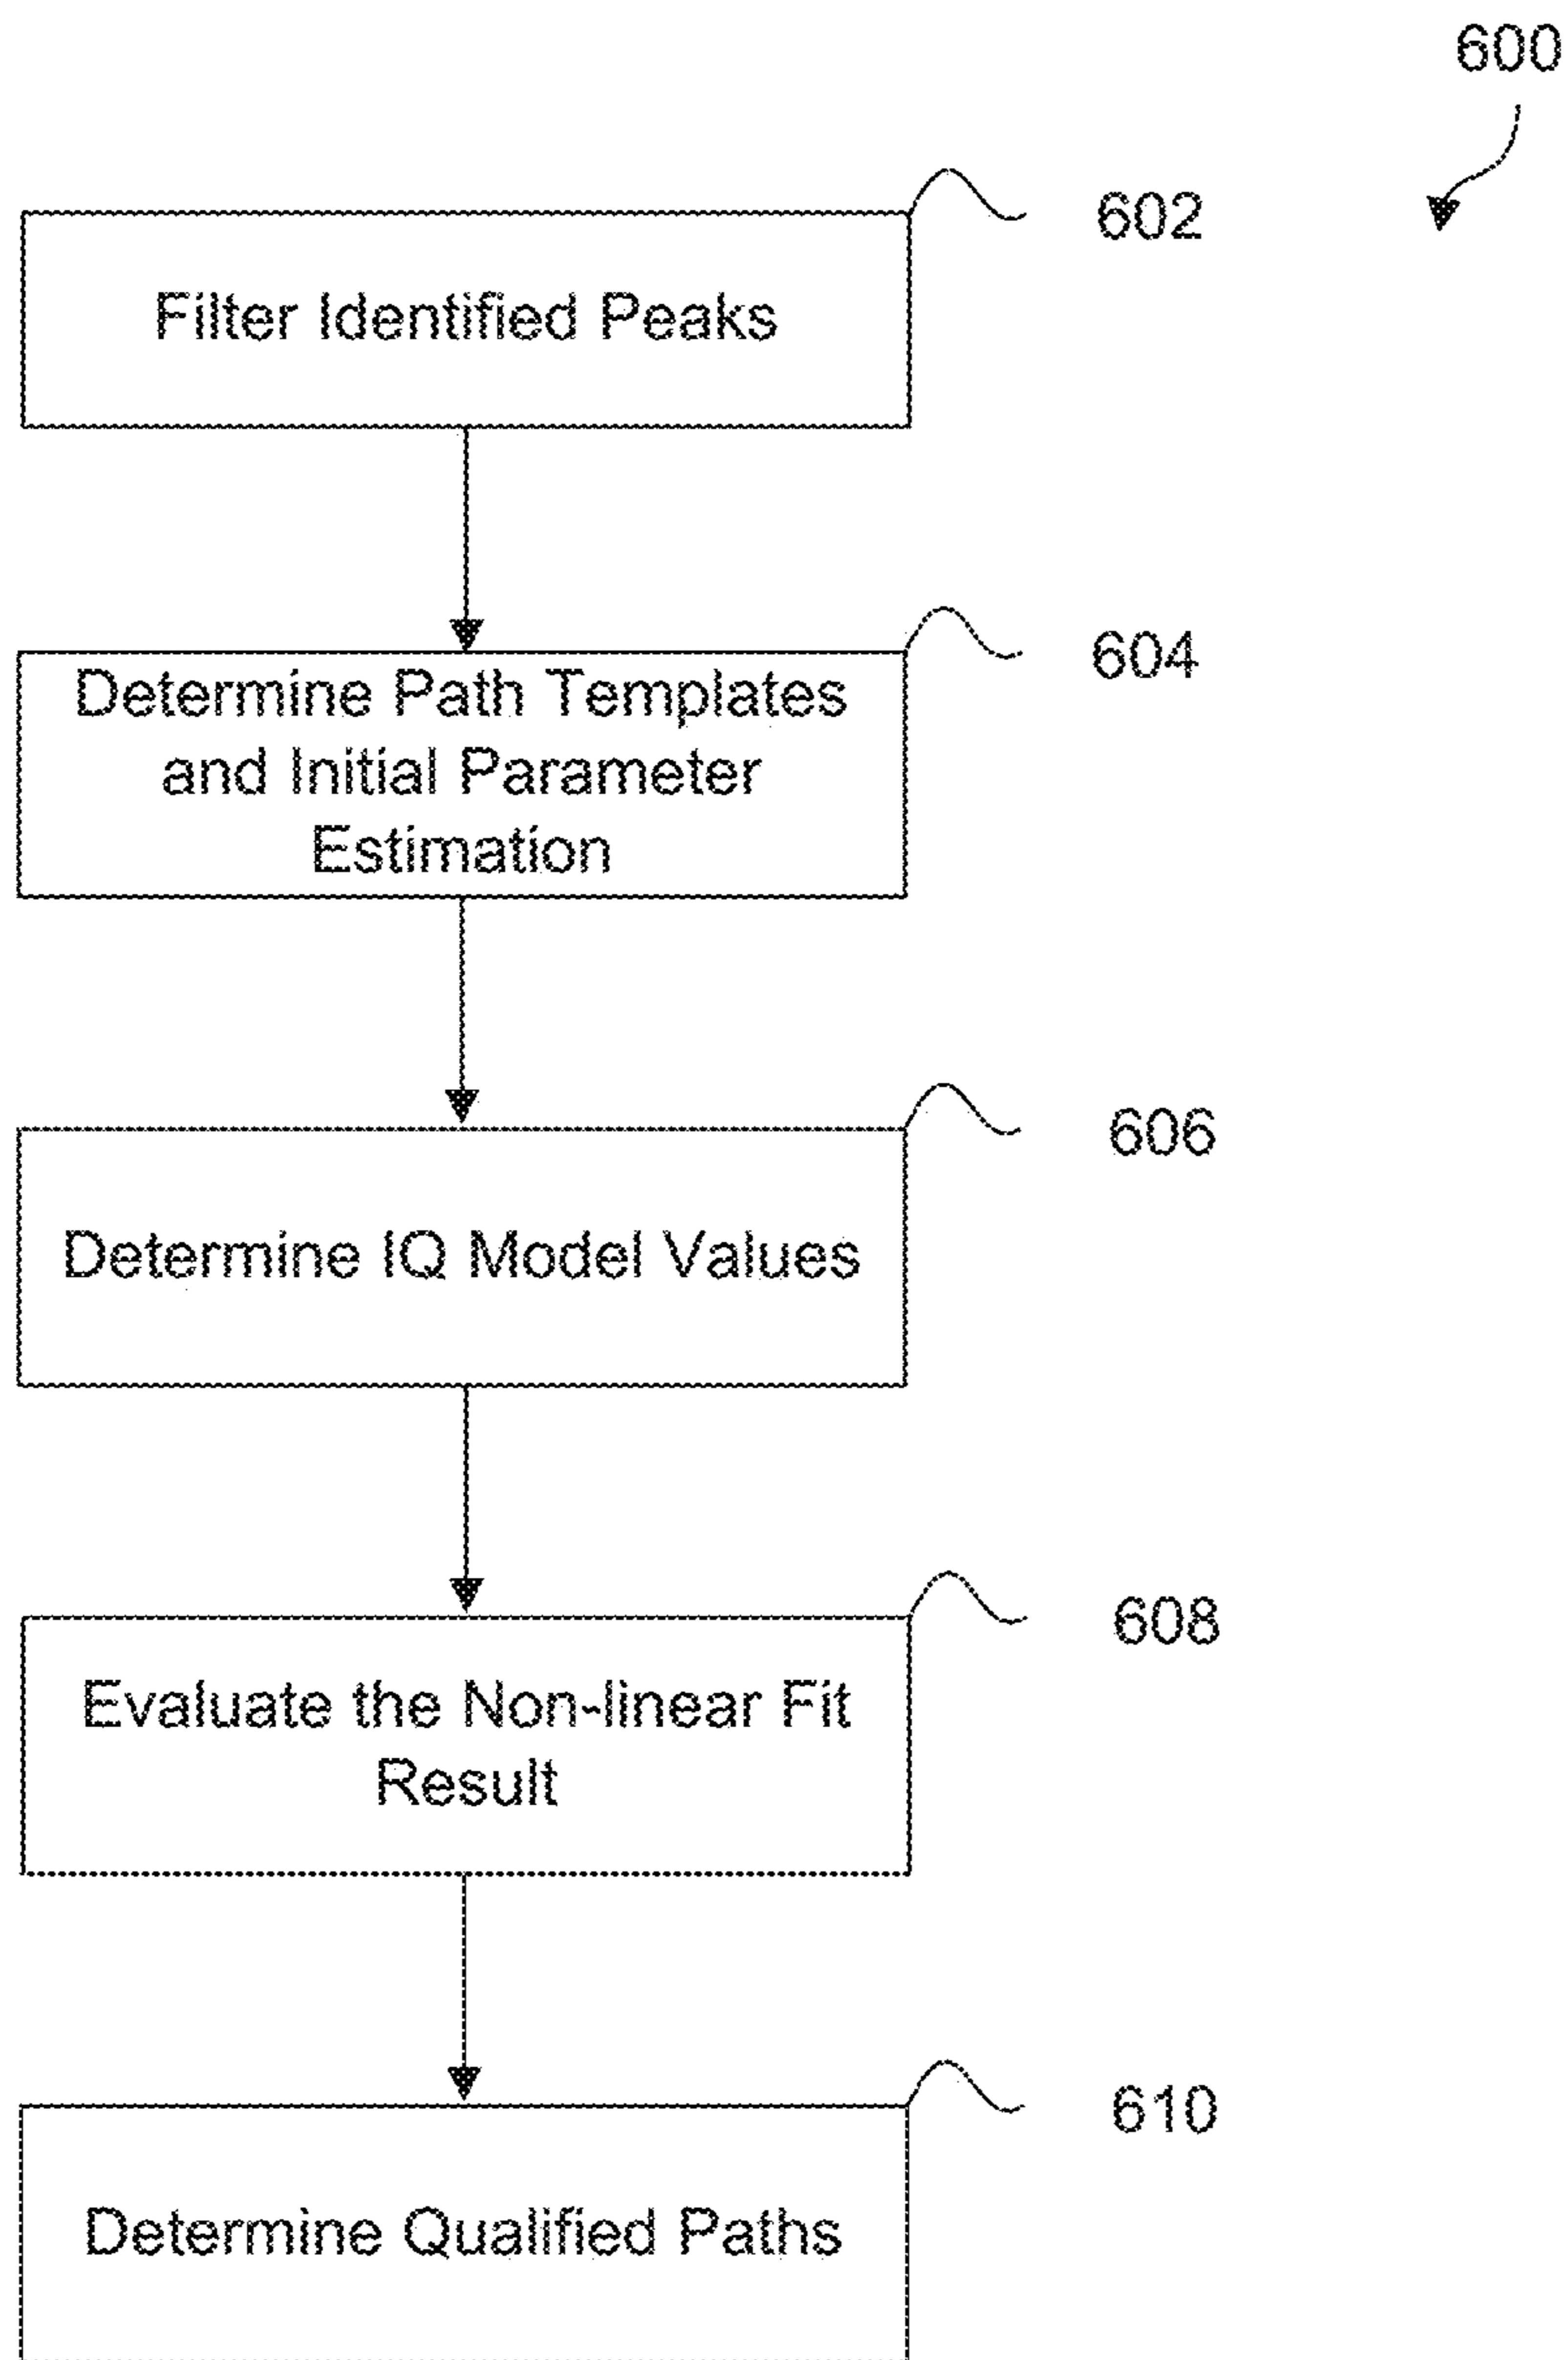 600
602
Filter Identified Peaks
604
Determine Path Templates
and Initial Parameter
Estimation
606
Determine IQ Model Values
608
Evaluate the Non-linear Fit
Result
610
Determine Qualified Paths